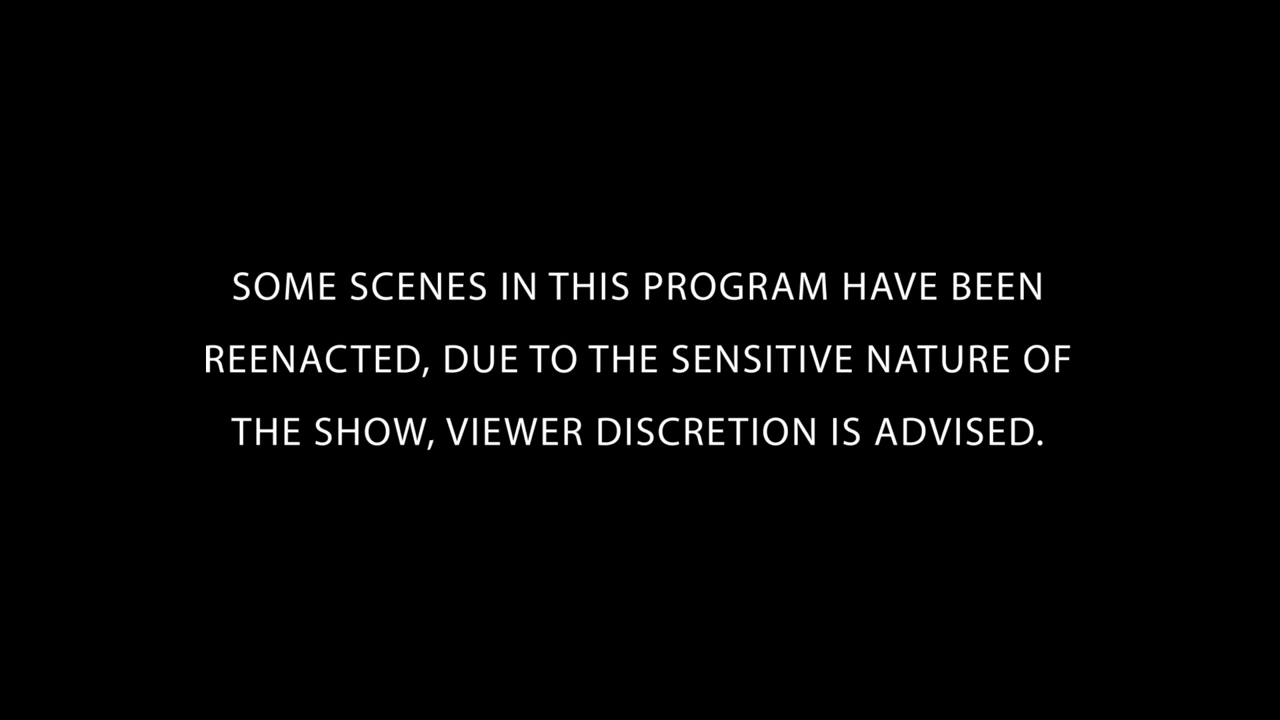 SOME SCENES IN THIS PROGRAM HAVE BEEN
REENACTED, DUE TO THE SENSITIVE NATURE OF
THE SHOW, VIEWER DISCRETION IS ADVISED.